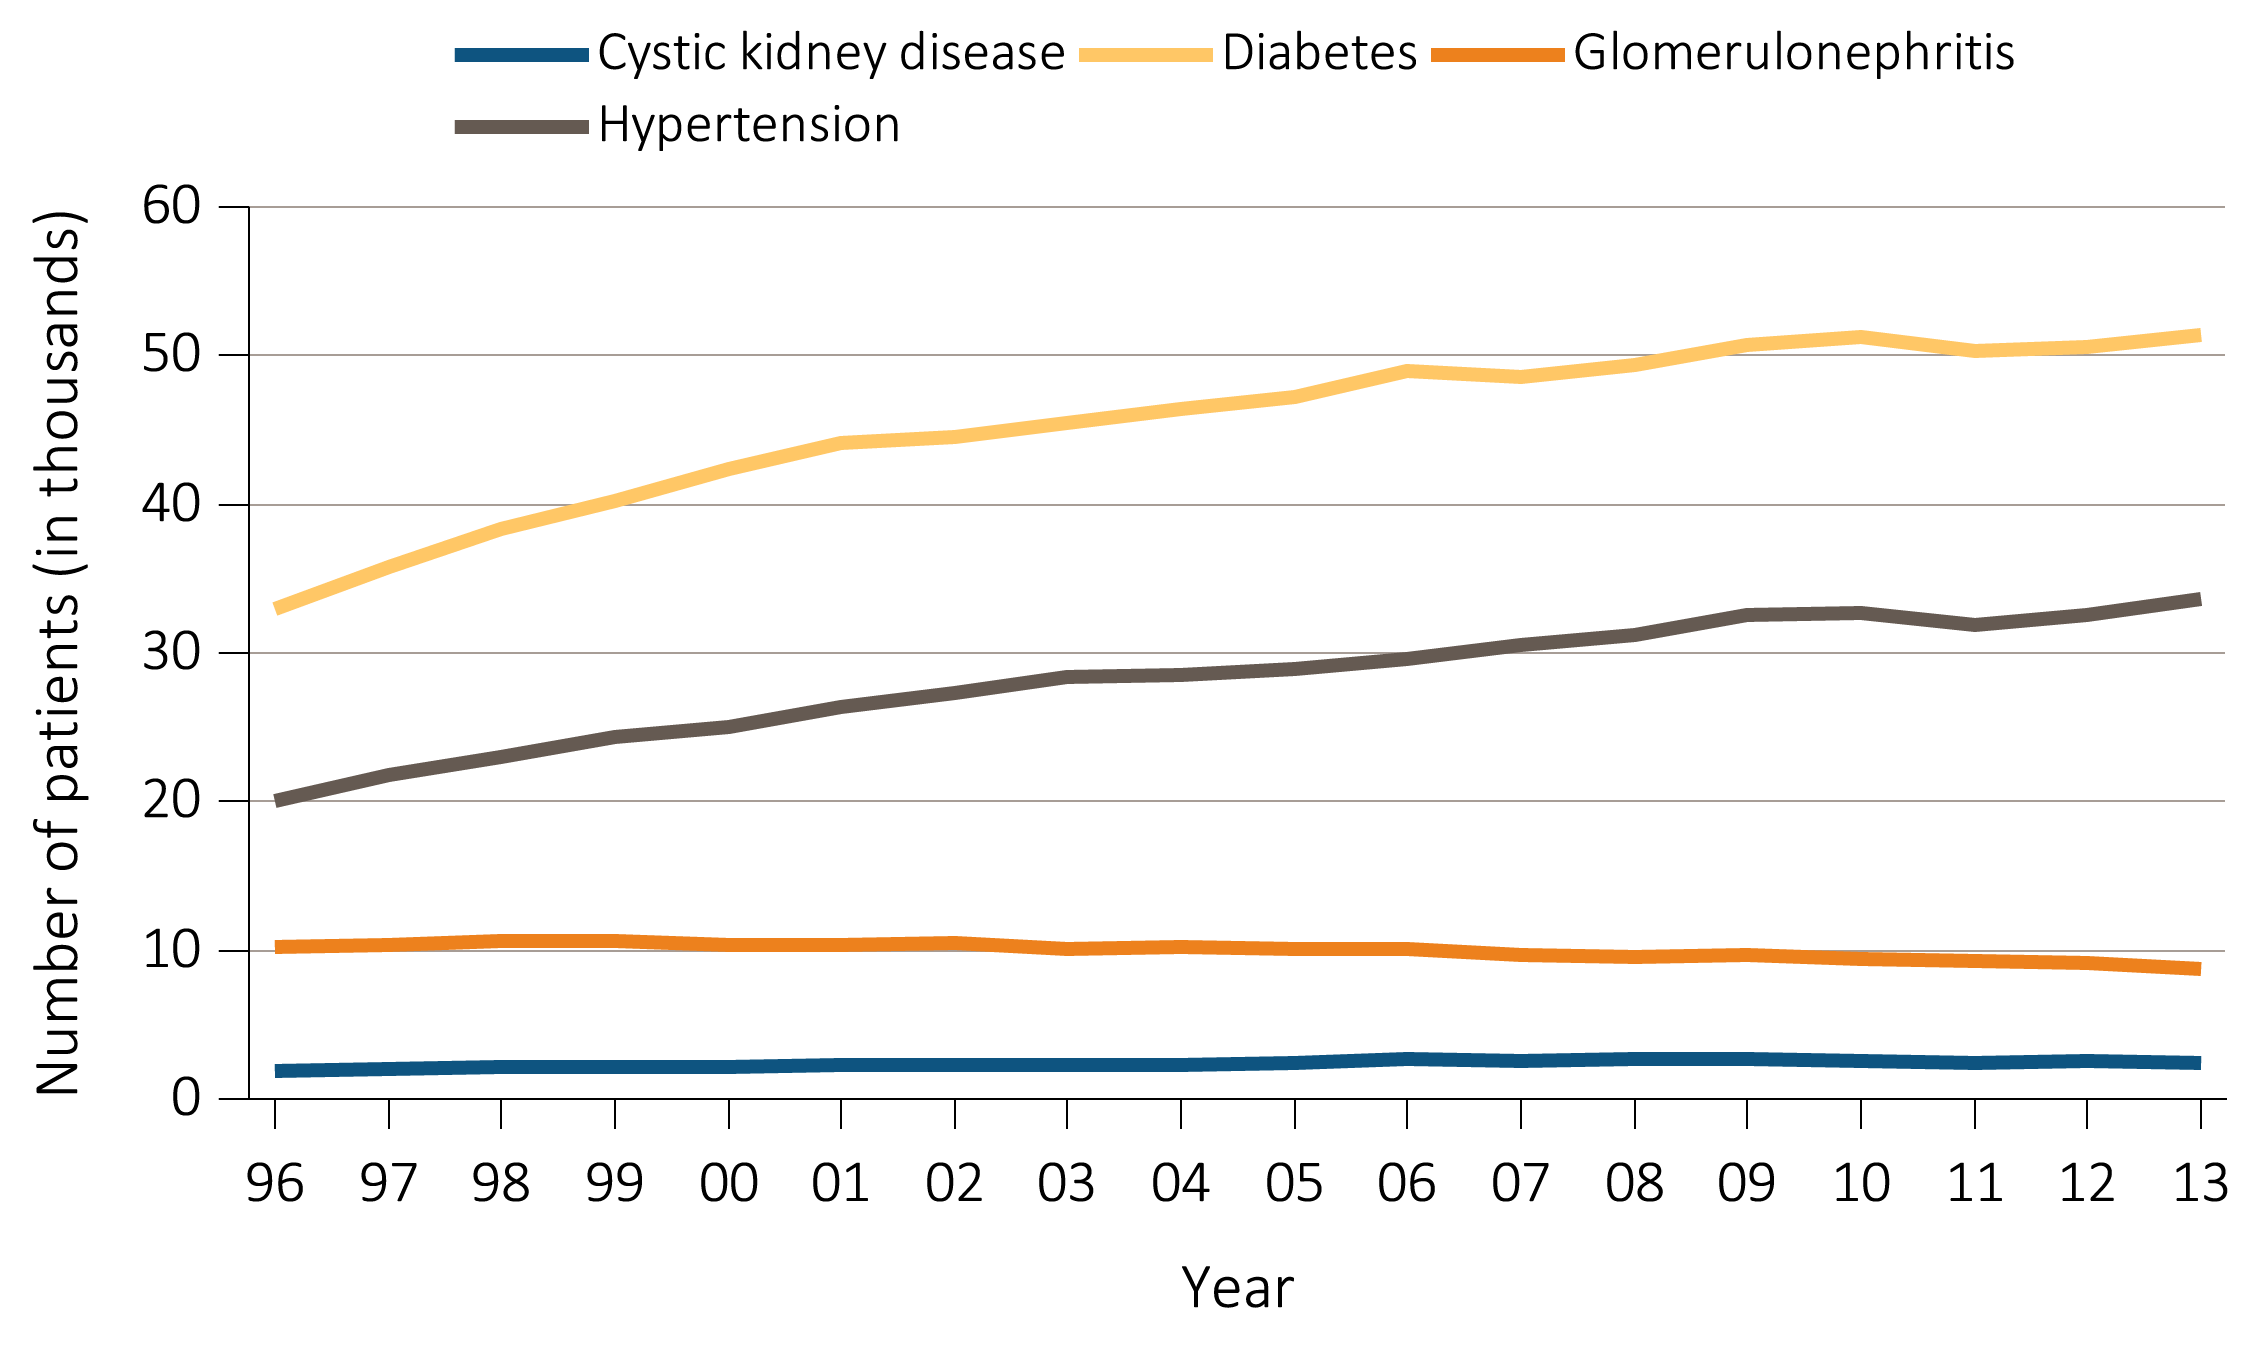 Cystic kidney disease Diabetes Glomerulonephritis
Hypertension
Number of patients (in thousands)
60
50
40
30
20
10
0
96 97 98 99 00 01 02 03 04 05 06 07 08 09 10 11 12 13
Year